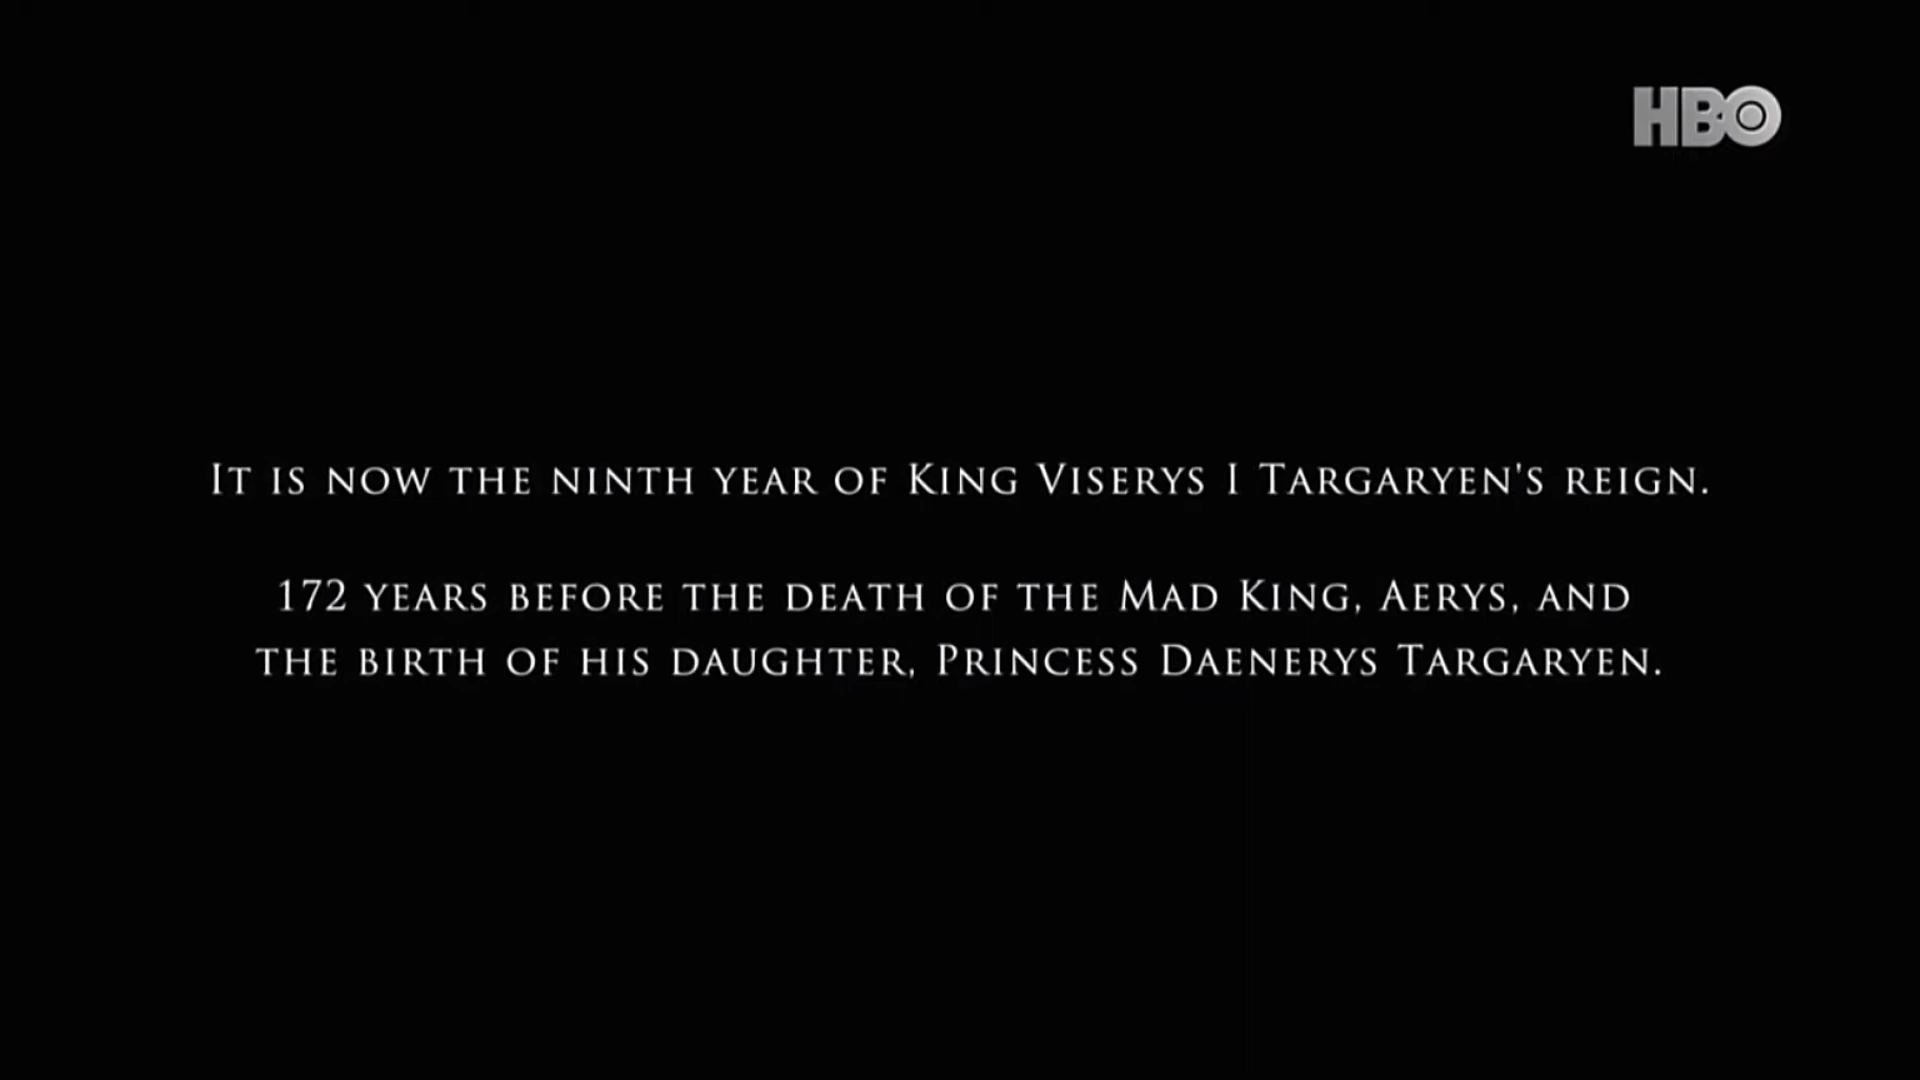 HBO
It is now the ninth year of King Viserys I Targaryen's reign.
172 years before the death of the Mad King, Aerys, and
the birth of his daughter, Princess Daenerys Targaryen.